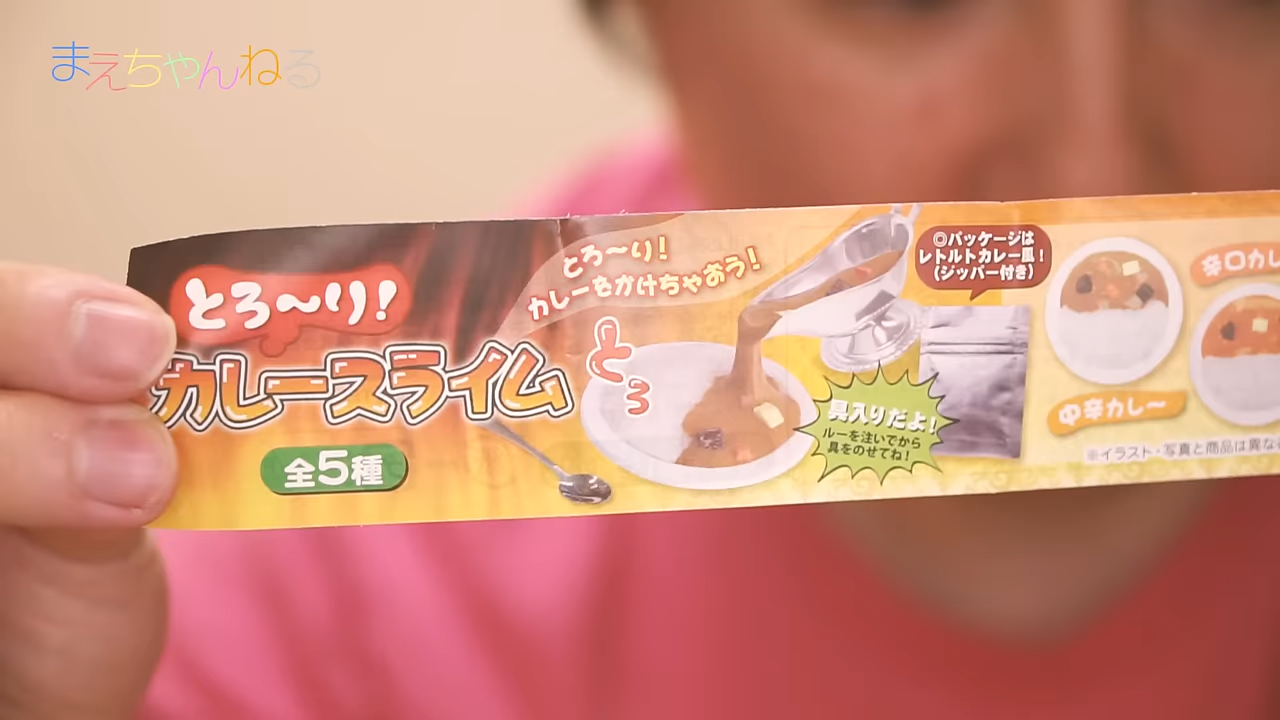 まえちゃんねる
とろ〜り!
カレースライム
全5種
とろ〜り!
カレーをかけちゃおう!
とろ
具入りだよ!
ルーを注いでから
具をのせてね!
◎パッケージは
レトルトカレー風!
(ジッパー付き)
中辛カレー
辛口カレ
※イラスト・写真と商品は異な